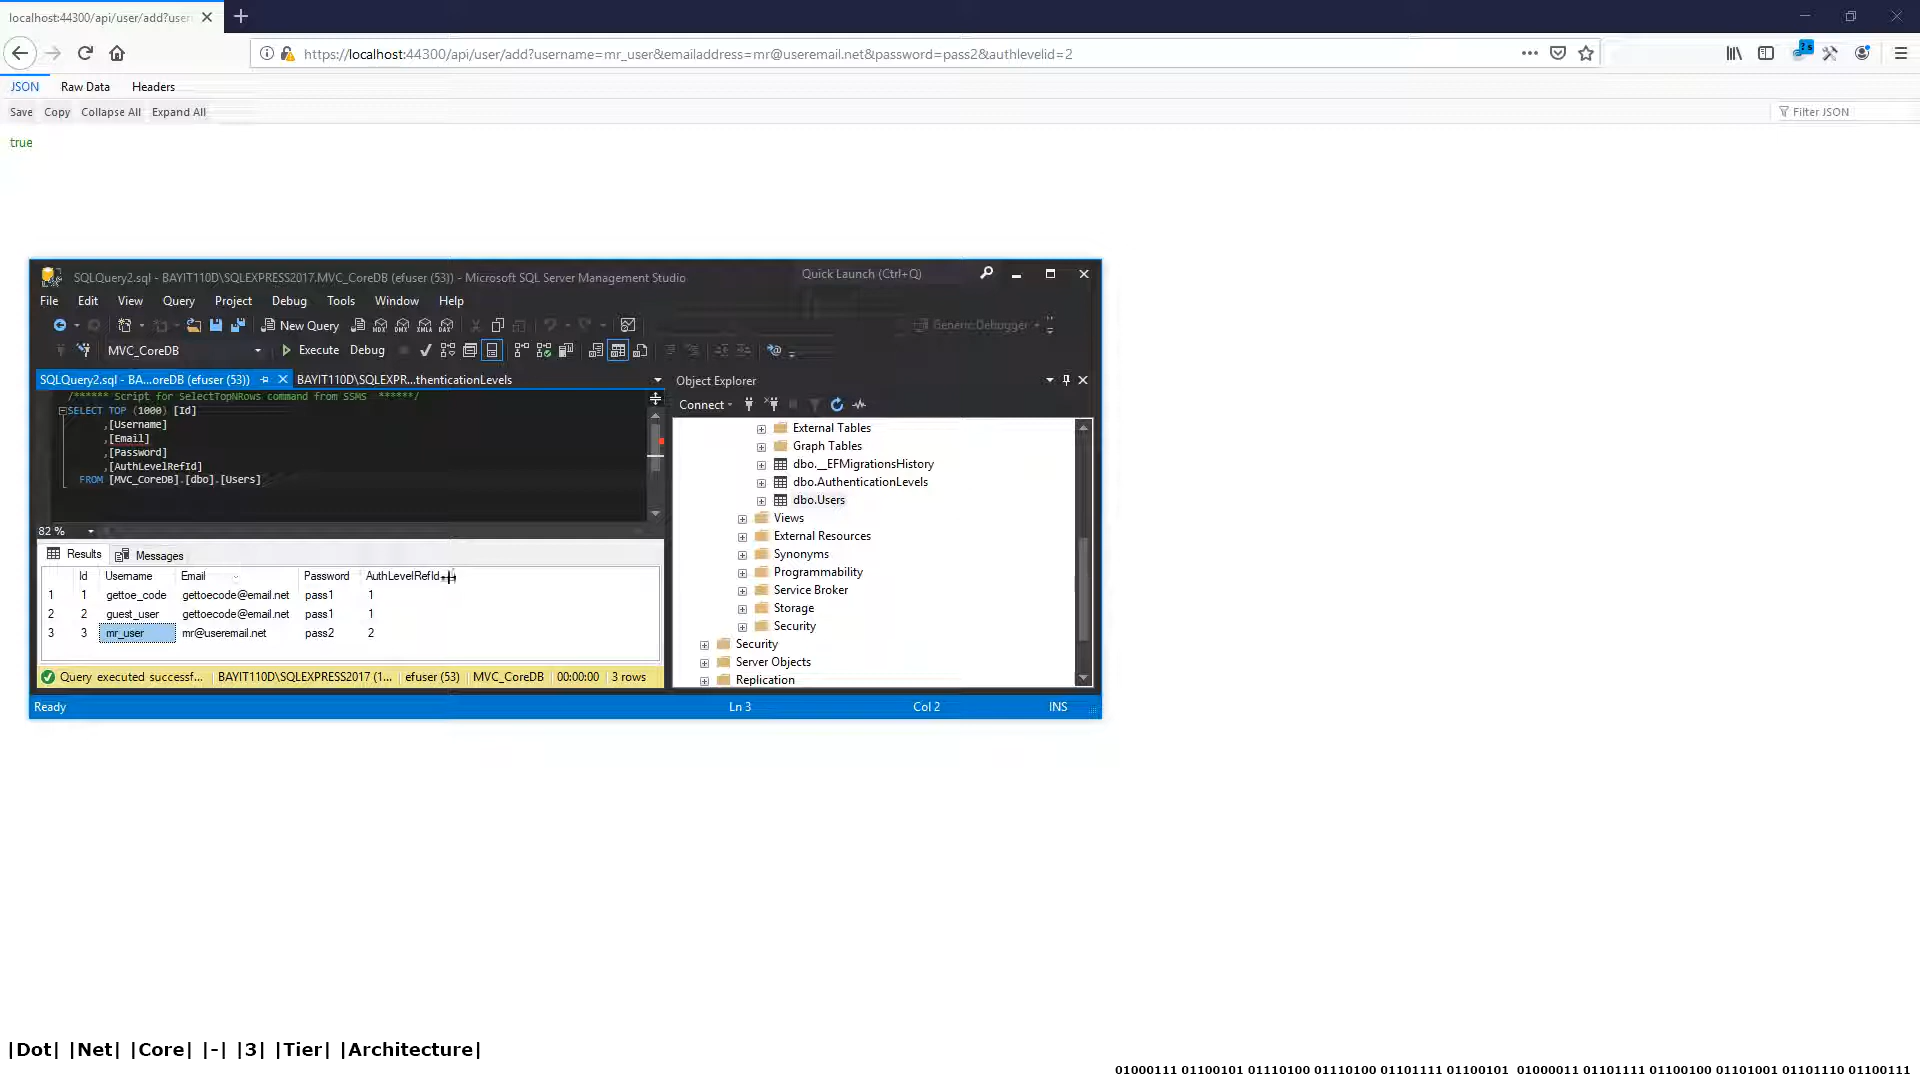 localhost:44300/api/user/add?user
https://localhost:44300/api/user/add?username=mr_user&emailaddress=mr@useremail.net&password=pass2&authlevelid=2
JSON Raw Data Headers
Save Copy Collapse All Expand All Filter JSON
true
SQLQuery2.sql - BAYIT110D\SQLEXPRESS2017.MVC_CoreDB (efuser (53)) - Microsoft SQL Server Management Studio Quick Launch (Ctrl+Q)
File Edit View Query Project Debug Tools Window Help
New Query Generic Debugger
MVC_CoreDB Execute Debug
SQLQuery2.sql - BA...oreDB (efuser (53)) BAYIT110D\SQLEXPR...thenticationLevels
/****** Script for SelectTopNRows command from SSMS ******/
SELECT TOP (1000) [Id]
,[Username]
,[Email]
,[Password]
,[AuthLevelRefId]
FROM [MVC_CoreDB].[dbo].[Users]
82 %
Results Messages
Id Username Email Password AuthLevelRefId
1 1 gettoe_code gettoecode@email.net pass1 1
2 2 guest_user gettoecode@email.net pass1 1
3 3 mr_user mr@useremail.net pass2 2
Query executed successf... BAYIT110D\SQLEXPRESS2017 (1... efuser (53) MVC_CoreDB 00:00:00 3 rows
Object Explorer
Connect
External Tables
Graph Tables
dbo.__EFMigrationsHistory
dbo.AuthenticationLevels
dbo.Users
Views
External Resources
Synonyms
Programmability
Service Broker
Storage
Security
Security
Server Objects
Replication
Ready Ln 3 Col 2 INS
|Dot| |Net| |Core| |-| |3| |Tier| |Architecture|
01000111 01100101 01110100 01110100 01101111 01100101 01000011 01101111 01100100 01101001 01101110 01100111